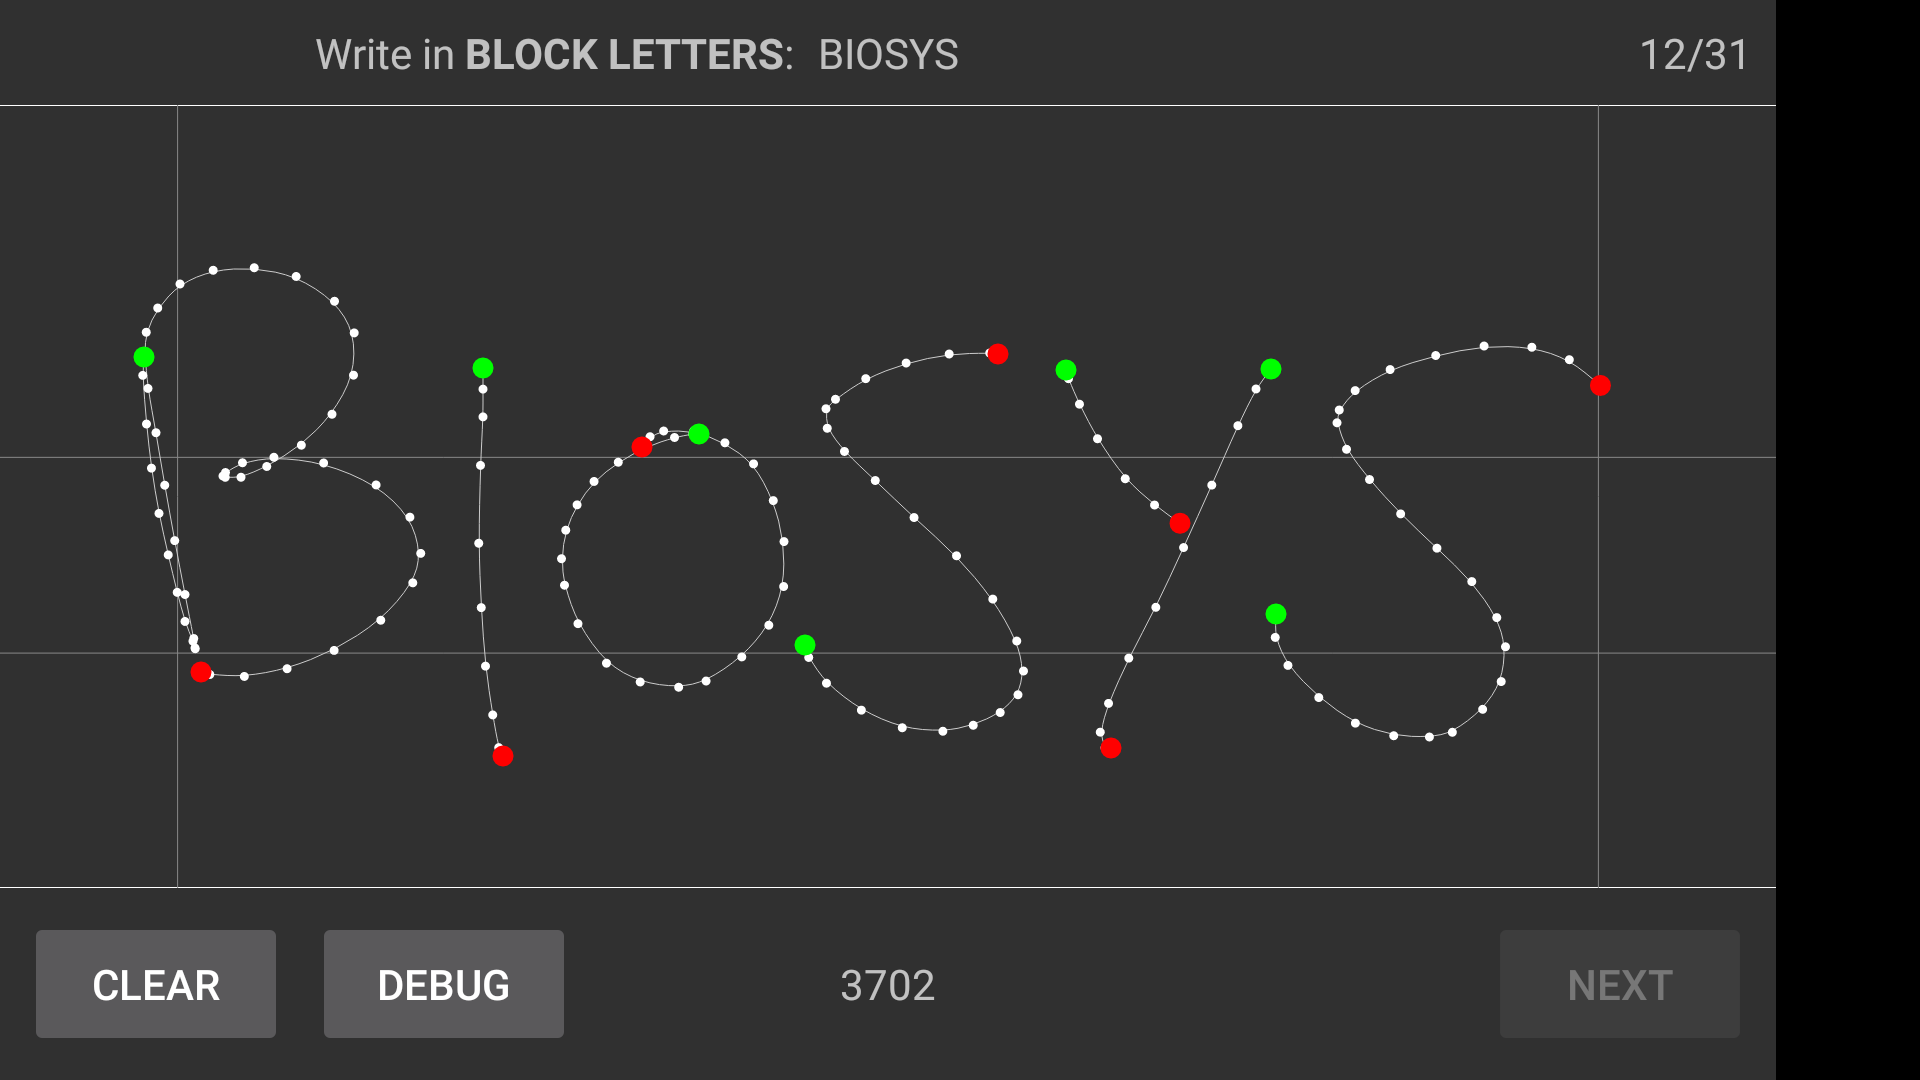 Write in BLOCK LETTERS: BIOSYS 12/31
BIOSYS
CLEAR DEBUG 3702 NEXT